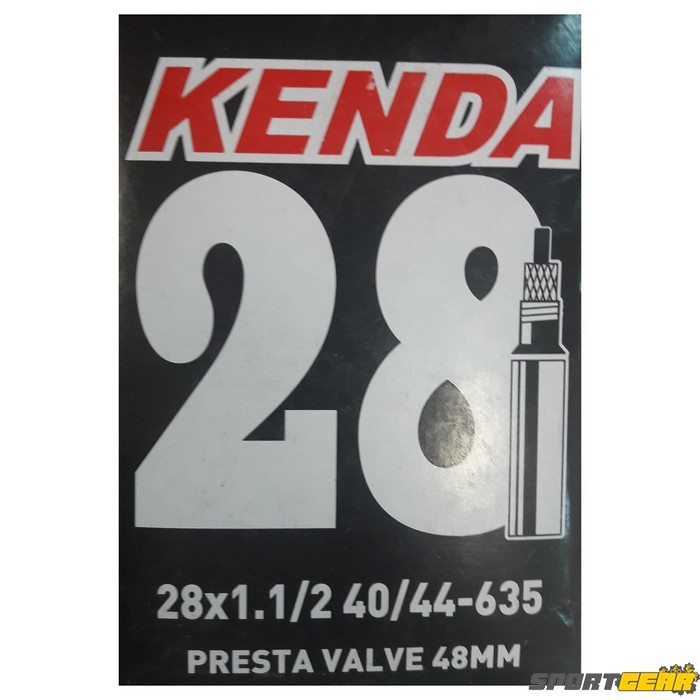 KENDA
28
28x1.1/2 40/44-635
PRESTA VALVE 48MM
SPORTGEAR